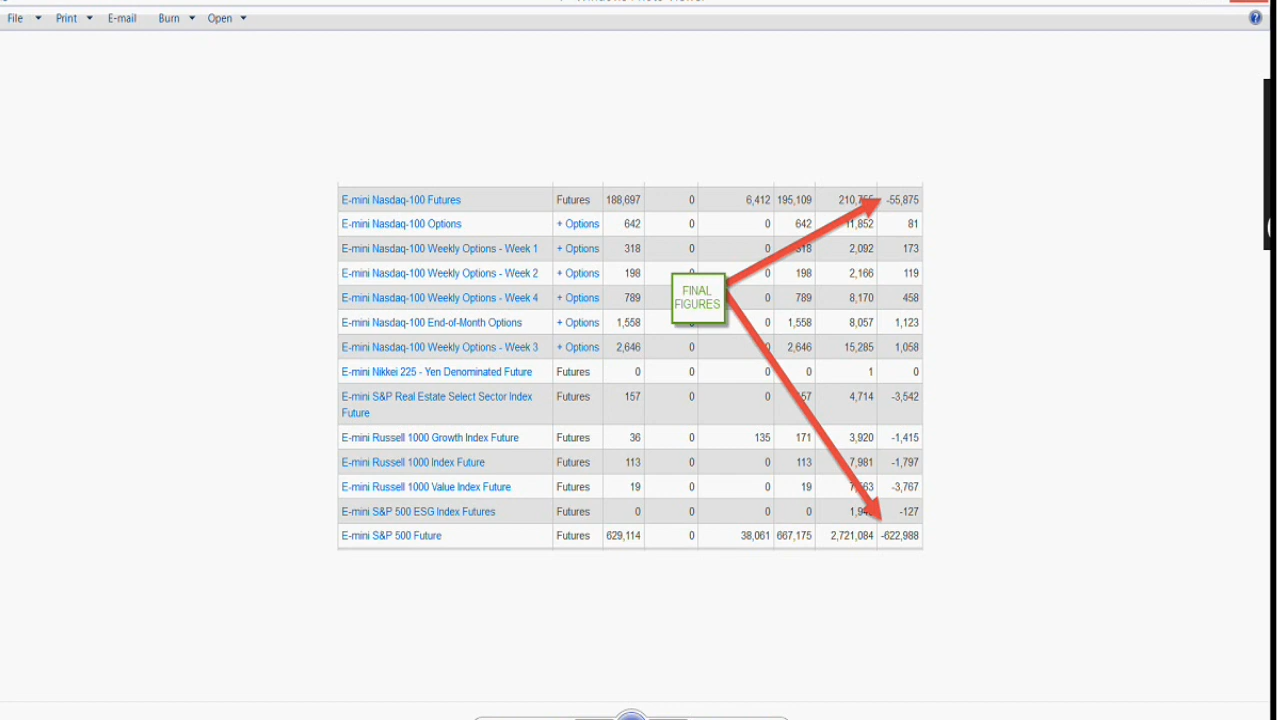 File Print E-mail Burn Open
E-mini Nasdaq-100 Futures Futures 188,697 0 6,412 195,109 -55,875
E-mini Nasdaq-100 Options + Options 642 0 0 642 11,852 81
E-mini Nasdaq-100 Weekly Options - Week 1 + Options 318 0 0 318 2,092 173
E-mini Nasdaq-100 Weekly Options - Week 2 + Options 198 0 198 2,166 119
E-mini Nasdaq-100 Weekly Options - Week 4 + Options 789 0 789 8,170 458
FINAL
FIGURES
E-mini Nasdaq-100 End-of-Month Options + Options 1,558 0 1,558 8,057 1,123
E-mini Nasdaq-100 Weekly Options - Week 3 + Options 2,646 0 0 2,646 15,285 1,058
E-mini Nikkei 225 - Yen Denominated Future Futures 0 0 0 0 1 0
E-mini S&P Real Estate Select Sector Index Futures 157 0 0 157 4,714 -3,542
Future
E-mini Russell 1000 Growth Index Future Futures 36 0 135 171 3,920 -1,415
E-mini Russell 1000 Index Future Futures 113 0 0 113 7,981 -1,797
E-mini Russell 1000 Value Index Future Futures 19 0 0 19 -3,767
E-mini S&P 500 ESG Index Futures Futures 0 0 0 0 -127
E-mini S&P 500 Future Futures 629,114 0 38,061 667,175 2,721,084 -622,988